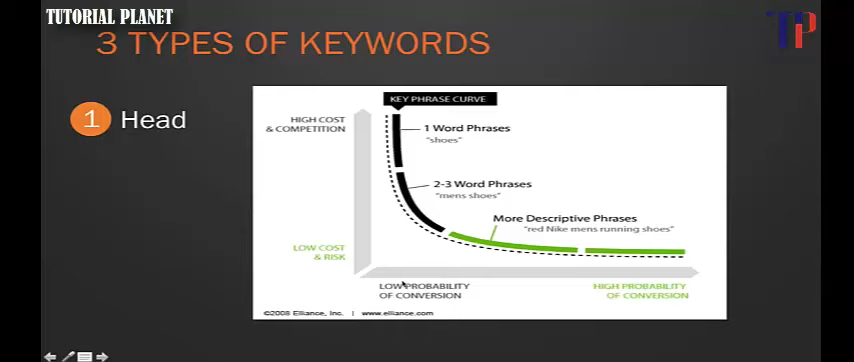 TUTORIAL PLANET
TP
3 TYPES OF KEYWORDS
1 Head
KEY PHRASE CURVE
HIGH COST
& COMPETITION
1 Word Phrases
"shoes"
2-3 Word Phrases
"mens shoes"
More Descriptive Phrases
"red Nike mens running shoes"
LOW COST
& RISK
LOW PROBABILITY
OF CONVERSION
HIGH PROBABILITY
OF CONVERSION
©2008 Elliance, Inc. | www.elliance.com